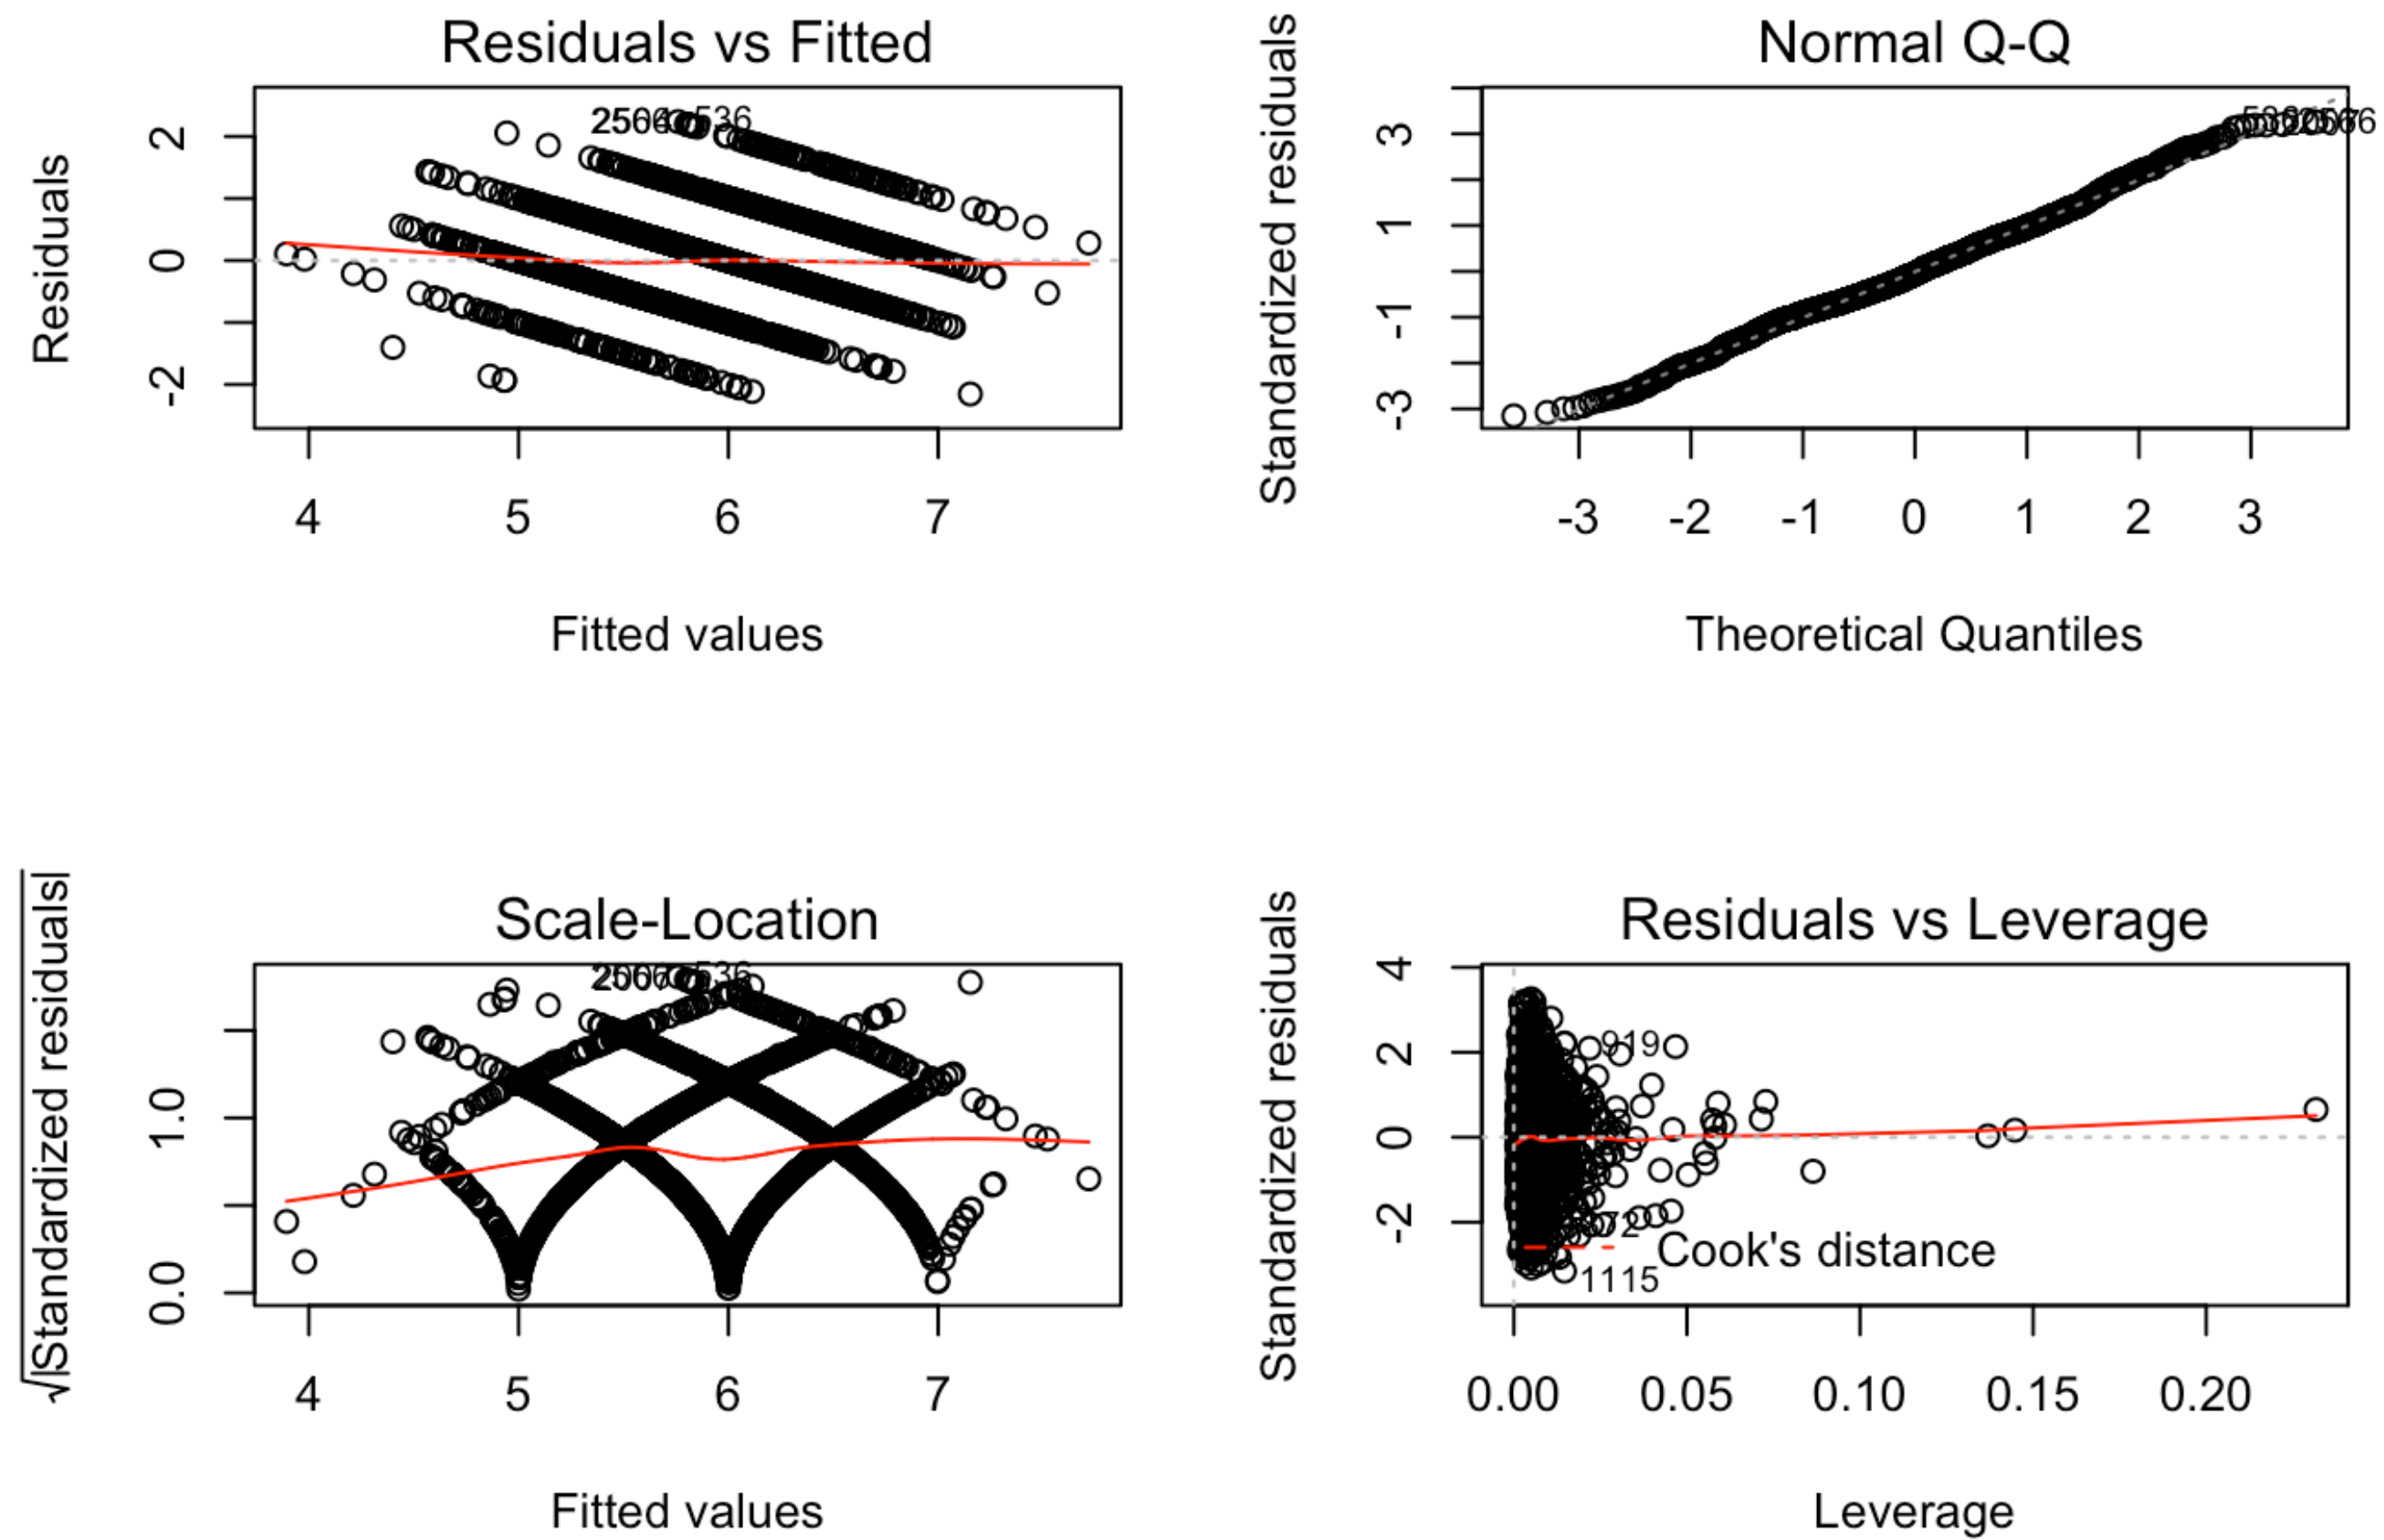 Residuals vs Fitted
Residuals
2
0
-2
536
4 5 6 7
Fitted values
Normal Q-Q
Standardized residuals
3
1
-1
-3
-3 -2 -1 0 1 2 3
Theoretical Quantiles
Scale-Location
√|Standardized residuals|
1.0
0.0
536
4 5 6 7
Fitted values
Residuals vs Leverage
Standardized residuals
4
2
0
-2
919
72
Cook's distance
1115
0.00 0.05 0.10 0.15 0.20
Leverage